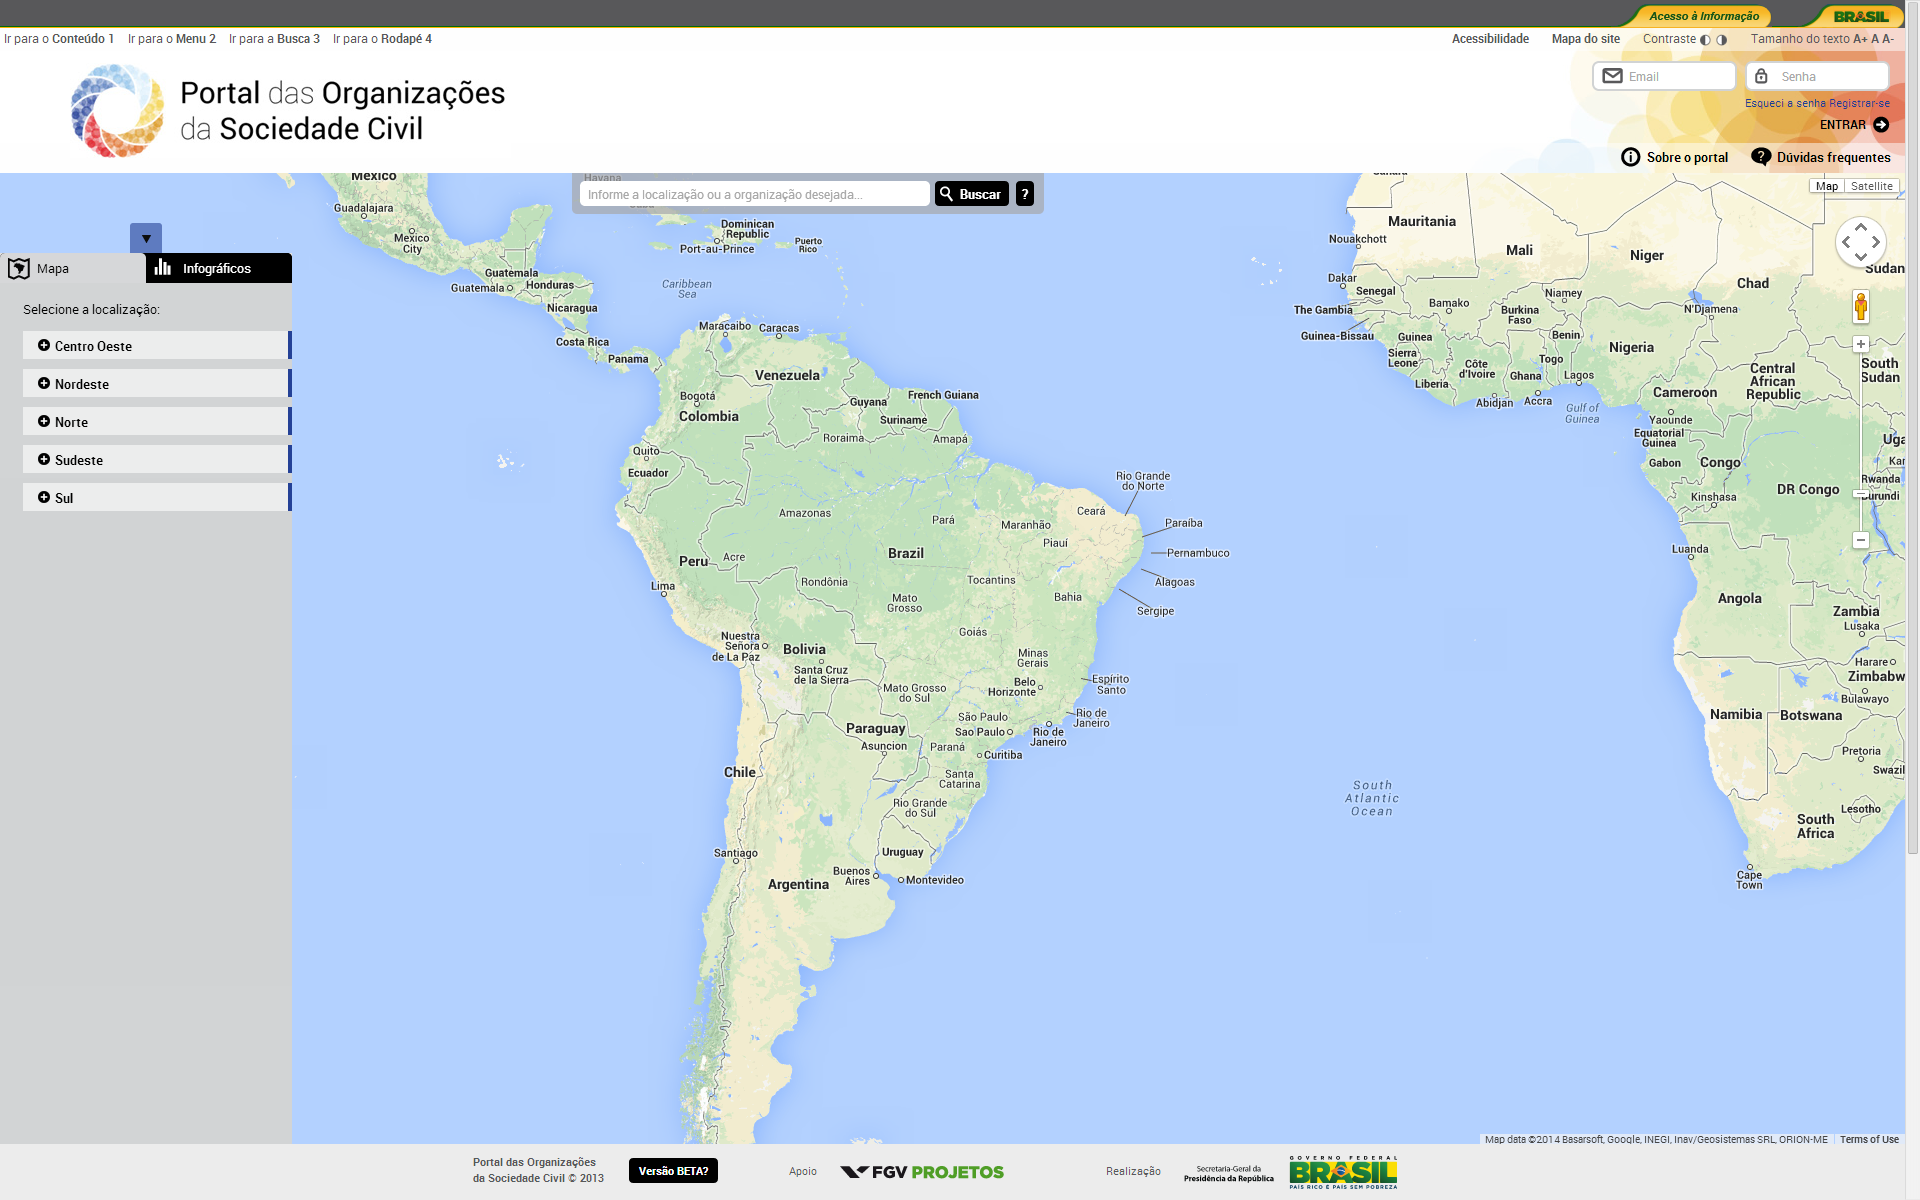 Acesso à Informação
BRASIL
Ir para o Conteúdo 1 Ir para o Menu 2 Ir para a Busca 3 Ir para o Rodapé 4
Acessibilidade Mapa do site Contraste Tamanho do texto A+ A A-
Portal das Organizações
da Sociedade Civil
Email
Senha
Esqueci a senha Registrar-se
ENTRAR
Sobre o portal
Dúvidas frequentes
Informe a localização ou a organização desejada...
Buscar
?
Map
Satellite
▼
Mapa
Infográficos
Selecione a localização:
Centro Oeste
Nordeste
Norte
Sudeste
Sul
Mexico
Guadalajara
Mexico
City
Havana
Dominican
Republic
Port-au-Prince
Puerto
Rico
Caribbean
Sea
Guatemala
Guatemala
Honduras
Nicaragua
Costa Rica
Panama
Maracaibo
Caracas
Venezuela
Bogotá
Colombia
Guyana
French Guiana
Suriname
Roraima
Amapá
Quito
Ecuador
Rio Grande
do Norte
Amazonas
Pará
Maranhão
Ceará
Piauí
Paraíba
Pernambuco
Alagoas
Sergipe
Brazil
Peru
Acre
Lima
Rondônia
Tocantins
Mato
Grosso
Bahia
Goiás
Nuestra
Señora
de La Paz
Bolivia
Santa Cruz
de la Sierra
Minas
Gerais
Belo
Horizonte
Espírito
Santo
Mato Grosso
do Sul
São Paulo
Sao Paulo
Rio de
Janeiro
Rio de
Janeiro
Paraguay
Asuncion
Paraná
Curitiba
Chile
Santa
Catarina
Rio Grande
do Sul
Santiago
Uruguay
Buenos
Aires
Montevideo
Argentina
South
Atlantic
Ocean
Mauritania
Nouakchott
Mali
Niger
Chad
Sudan
Dakar
Senegal
The Gambia
Bamako
Burkina
Faso
Niamey
N'Djamena
Guinea-Bissau
Guinea
Benin
Nigeria
Sierra
Leone
Côte
d'Ivoire
Togo
Ghana
Lagos
Liberia
Abidjan
Accra
Gulf of
Guinea
Central
African
Republic
South
Sudan
Cameroon
Yaounde
Equatorial
Guinea
Gabon
Congo
Uga
Kar
Rwanda
Burundi
DR Congo
Kinshasa
Luanda
Angola
Zambia
Lusaka
Harare
Zimbabw
Bulawayo
Namibia
Botswana
Pretoria
Swazil
Lesotho
South
Africa
Cape
Town
Map data ©2014 Basarsoft, Google, INEGI, Inav/Geosistemas SRL, ORION-ME
Terms of Use
Portal das Organizações
da Sociedade Civil © 2013
Versão BETA?
Apoio
FGV PROJETOS
Realização
Secretaria-Geral da
Presidência da República
GOVERNO FEDERAL
BRASIL
PAÍS RICO É PAÍS SEM POBREZA